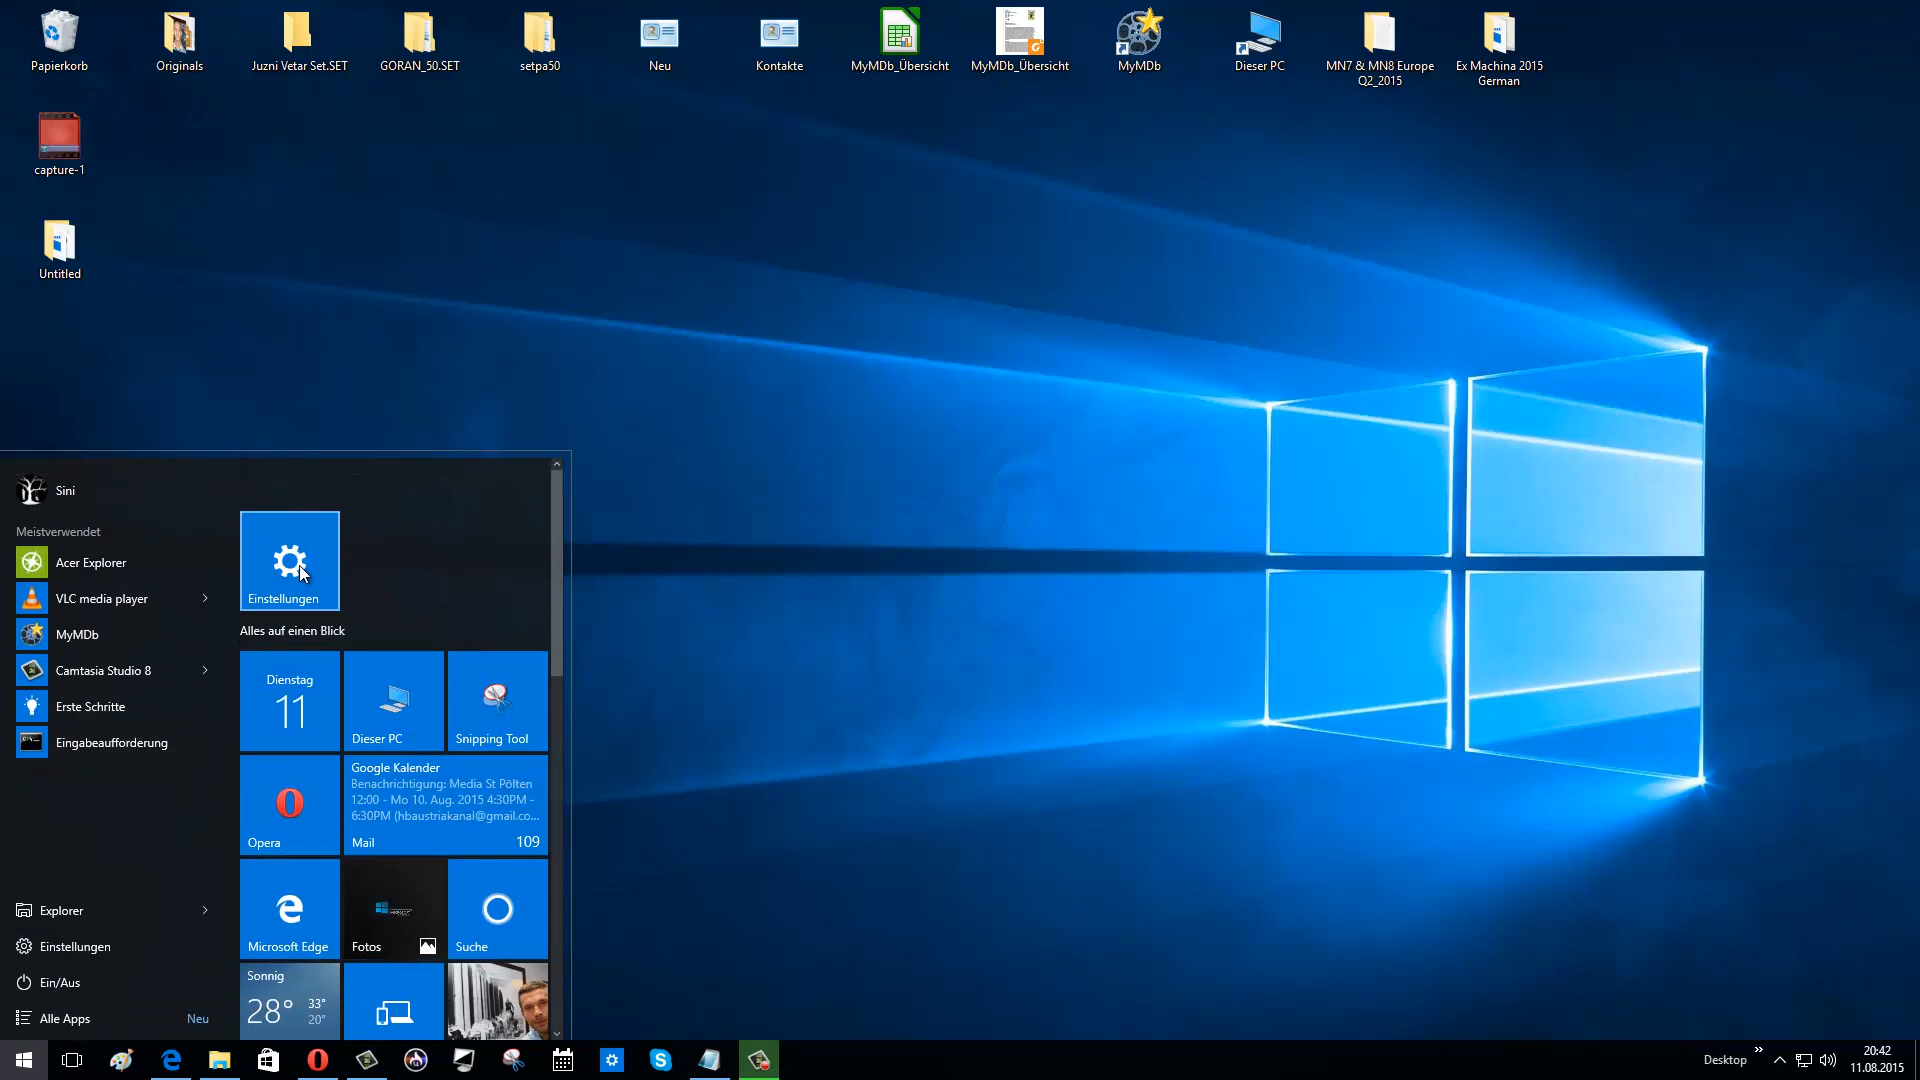 Papierkorb
Originals
Juzni Vetar Set.SET
GORAN_50.SET
setpa50
Neu
Kontakte
MyMDb_Übersicht
MyMDb_Übersicht
MyMDb
Dieser PC
MN7 & MN8 Europe
Q2_2015
Ex Machina 2015
German
capture-1
Untitled
Sini
Meistverwendet
Acer Explorer
VLC media player
MyMDb
Camtasia Studio 8
Erste Schritte
Eingabeaufforderung
Explorer
Einstellungen
Ein/Aus
Alle Apps
Neu
Einstellungen
Alles auf einen Blick
Dienstag
11
Dieser PC
Snipping Tool
Opera
Google Kalender
Benachrichtigung: Media St Pölten
12:00 - Mo 10. Aug. 2015 4:30PM -
6:30PM (hbaustriakanal@gmail.co...
Mail
109
Microsoft Edge
Fotos
Suche
Sonnig
28°
33°
20°
Desktop
20:42
11.08.2015